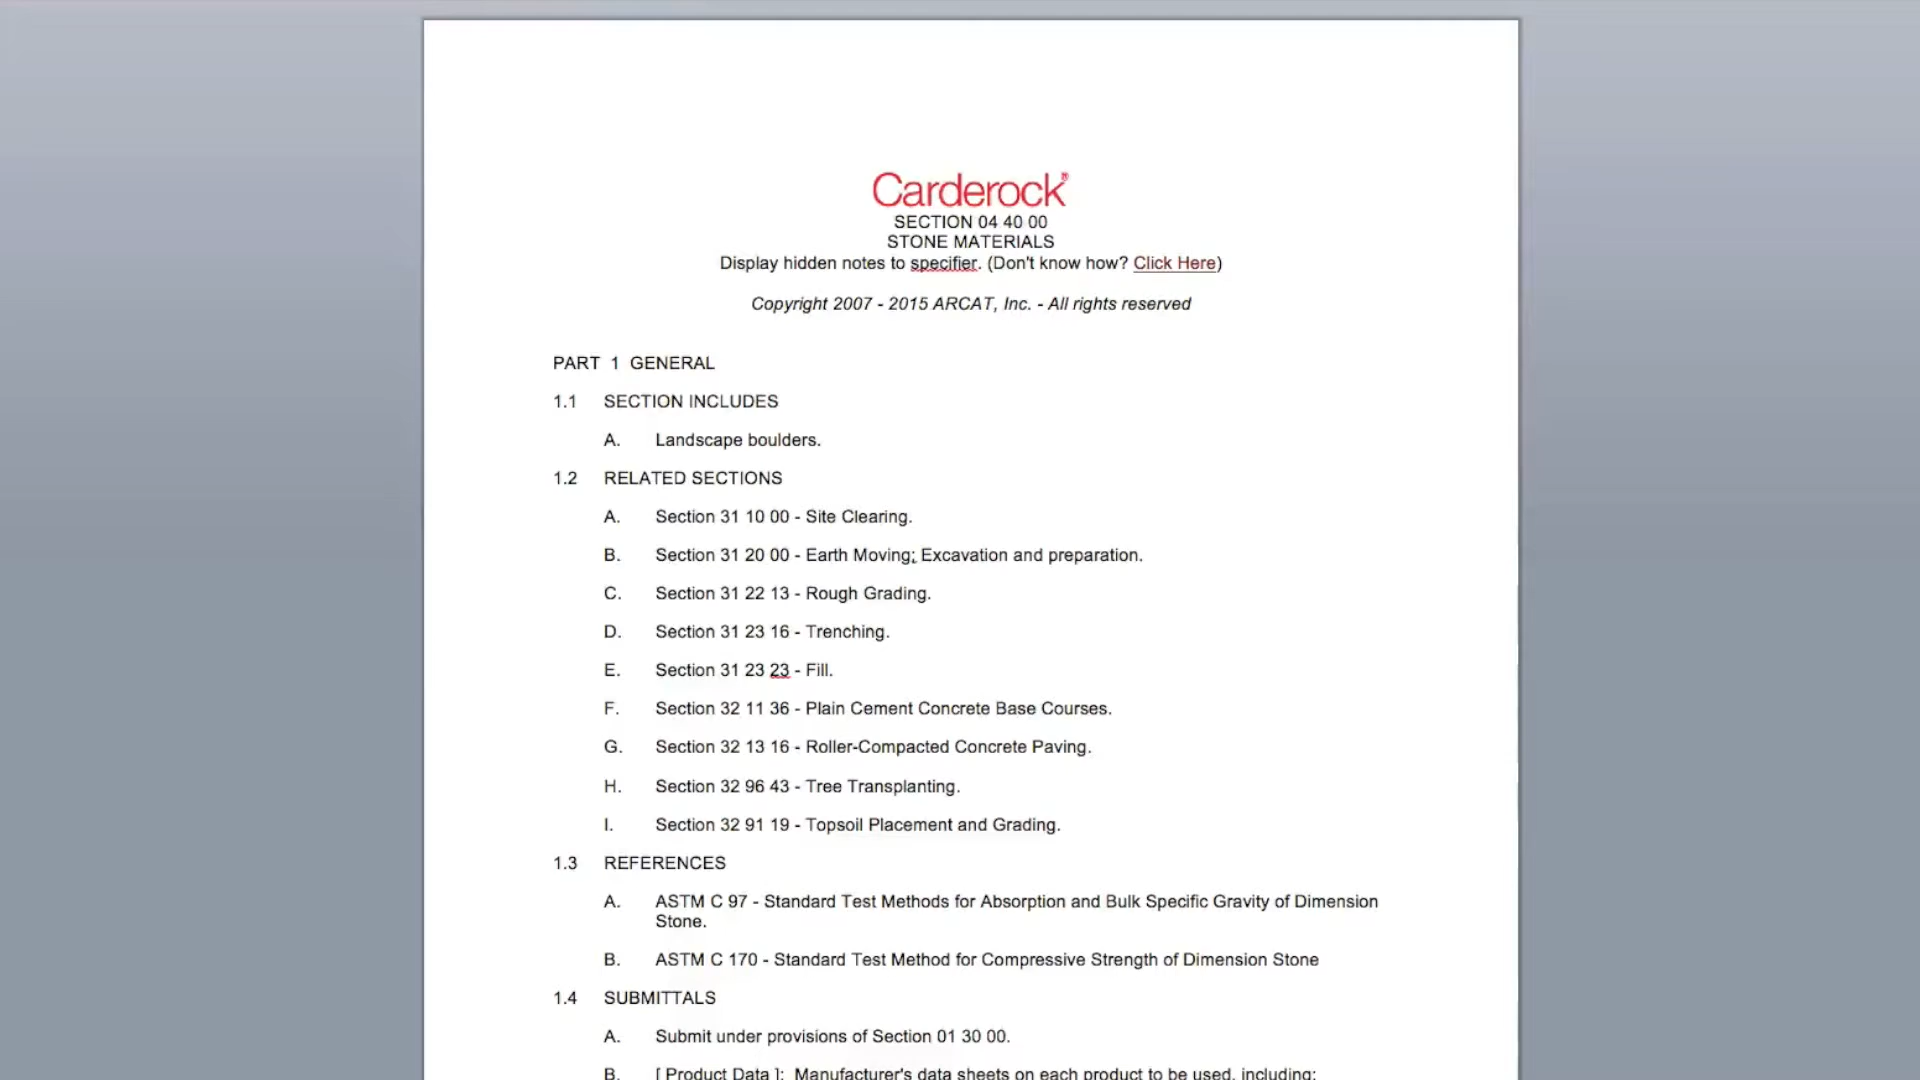 Carderock®
SECTION 04 40 00
STONE MATERIALS
Display hidden notes to specifier. (Don't know how? Click Here)
Copyright 2007 - 2015 ARCAT, Inc. - All rights reserved
PART 1 GENERAL
1.1 SECTION INCLUDES
A. Landscape boulders.
1.2 RELATED SECTIONS
A. Section 31 10 00 - Site Clearing.
B. Section 31 20 00 - Earth Moving; Excavation and preparation.
C. Section 31 22 13 - Rough Grading.
D. Section 31 23 16 - Trenching.
E. Section 31 23 23 - Fill.
F. Section 32 11 36 - Plain Cement Concrete Base Courses.
G. Section 32 13 16 - Roller-Compacted Concrete Paving.
H. Section 32 96 43 - Tree Transplanting.
I. Section 32 91 19 - Topsoil Placement and Grading.
1.3 REFERENCES
A. ASTM C 97 - Standard Test Methods for Absorption and Bulk Specific Gravity of Dimension
Stone.
B. ASTM C 170 - Standard Test Method for Compressive Strength of Dimension Stone
1.4 SUBMITTALS
A. Submit under provisions of Section 01 30 00.
B. [ Product Data ]: Manufacturer's data sheets on each product to be used, including: